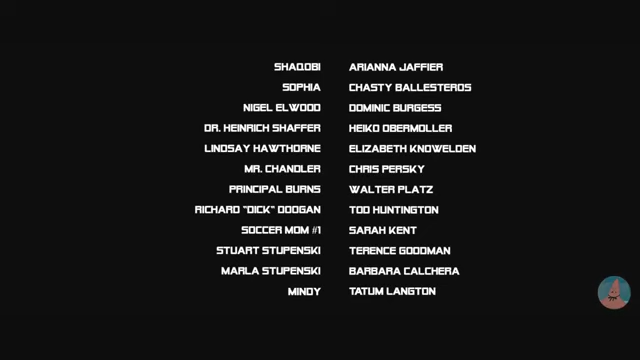 SHAQOBI ARIANNA JAFFIER
SOPHIA CHASTY BALLESTEROS
NIGEL ELWOOD DOMINIC BURGESS
DR. HEINRICH SHAFFER HEIKO OBERMOLLER
LINDSAY HAWTHORNE ELIZABETH KNOWELDEN
MR. CHANDLER CHRIS PERSKY
PRINCIPAL BURNS WALTER PLATZ
RICHARD "DICK" DOOGAN TOD HUNTINGTON
SOCCER MOM #1 SARAH KENT
STUART STUPENSKI TERENCE GOODMAN
MARLA STUPENSKI BARBARA CALCHERA
MINDY TATUM LANGTON